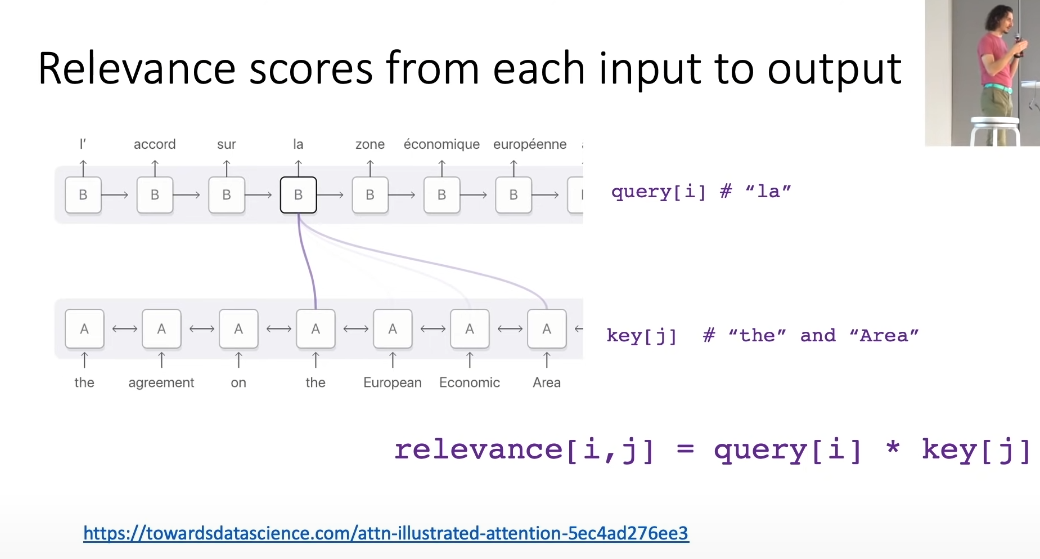 Relevance scores from each input to output
l' accord sur la zone économique européenne
B B B B B B B
query[i] # “la”
A A A A A A A
key[j] # “the” and “Area”
the agreement on the European Economic Area
relevance[i,j] = query[i] * key[j]
https://towardsdatascience.com/attn-illustrated-attention-5ec4ad276ee3